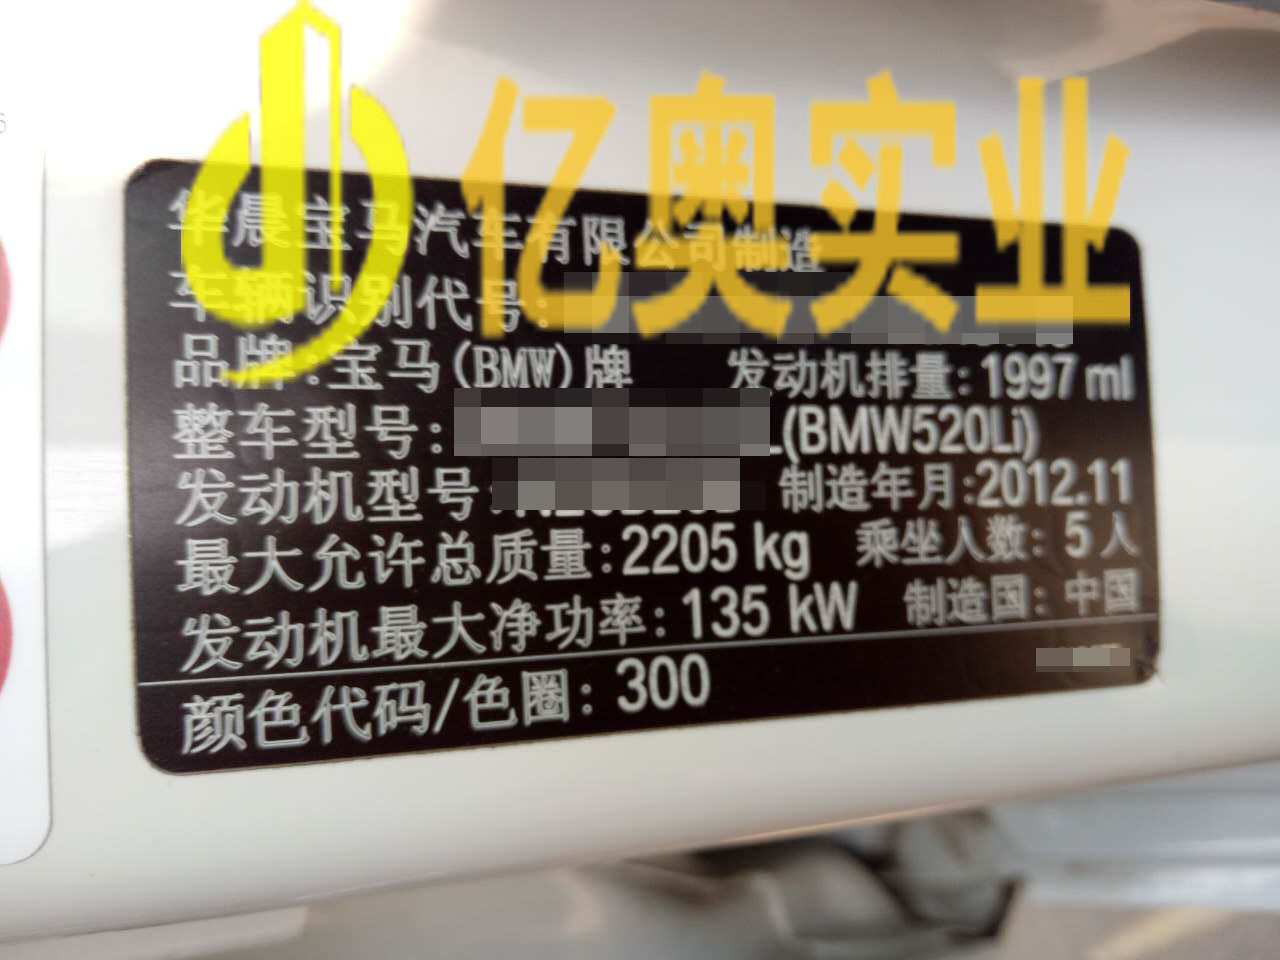 亿奥实业
华晨宝马汽车有限公司制造
车辆识别代号:
品牌:宝马(BMW)牌 发动机排量:1997 ml
整车型号: L(BMW520Li)
发动机型号: 制造年月:2012.11
最大允许总质量:2205 kg 乘坐人数:5人
发动机最大净功率:135 kW 制造国:中国
颜色代码/色圈:300